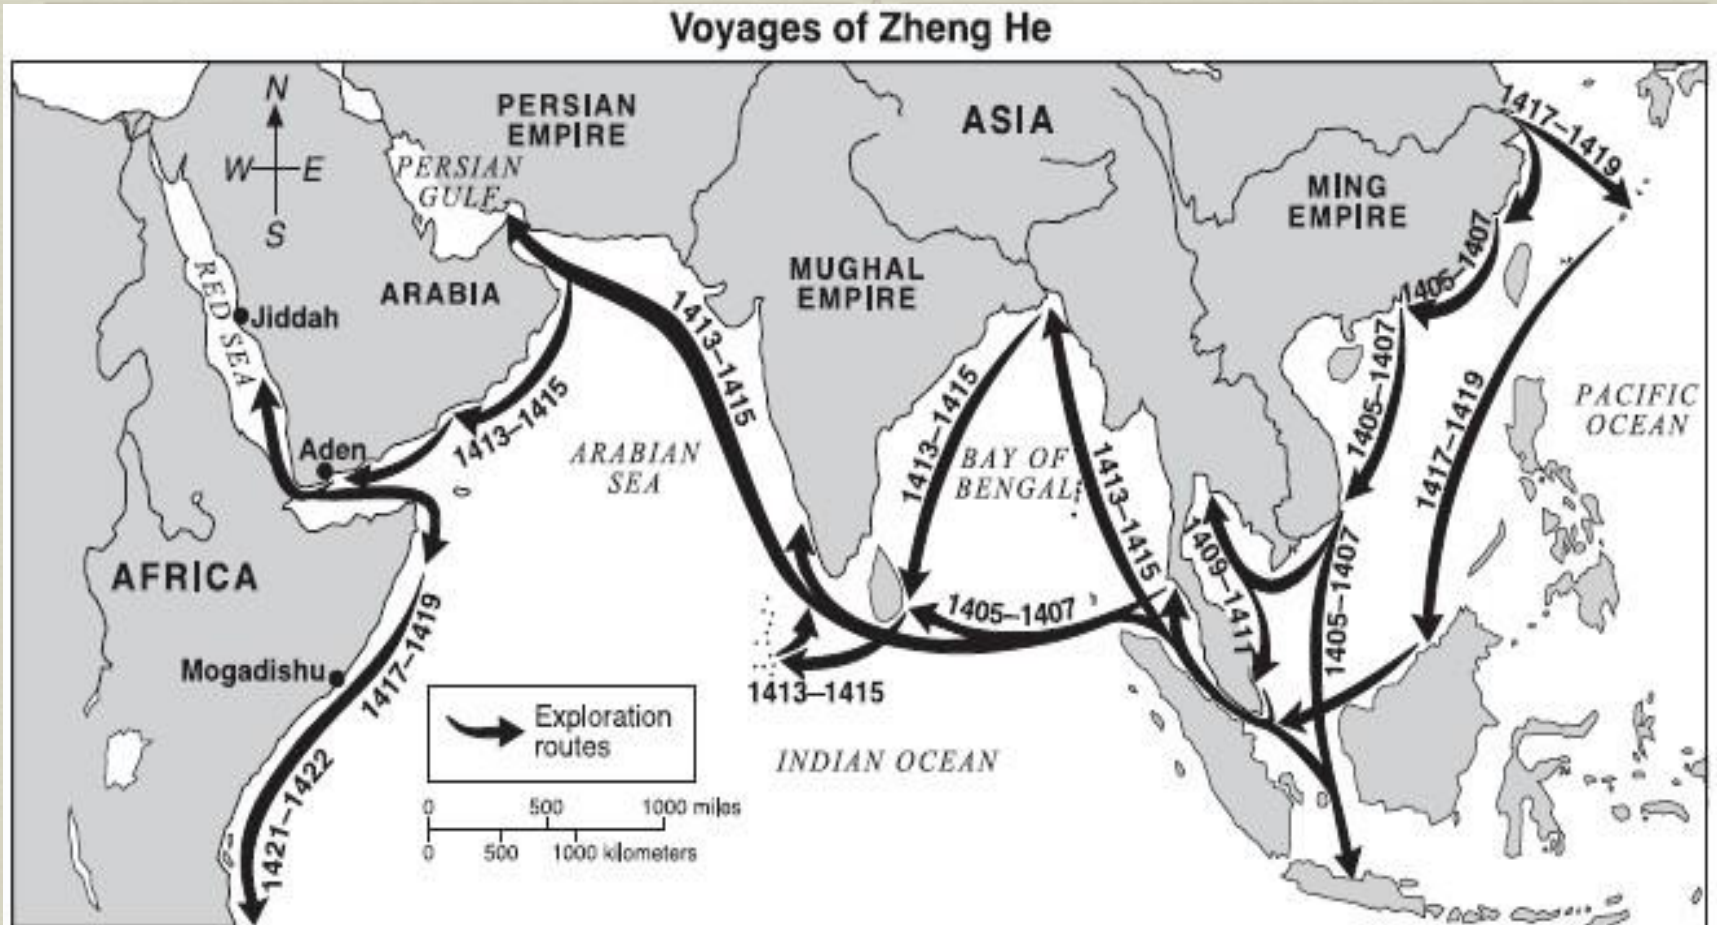 Voyages of Zheng He
N
W E
S
PERSIAN
EMPIRE
PERSIAN
GULF
ASIA
1417–1419
MING
EMPIRE
1405–1407
RED SEA
Jiddah
ARABIA
MUGHAL
EMPIRE
1413–1415
1413–1415
1413–1415
1405–1407
1417–1419
PACIFIC
OCEAN
Aden
ARABIAN
SEA
BAY OF
BENGAL
1413–1415
1409–1411
1405–1407
AFRICA
1405–1407
1417–1419
Mogadishu
1413–1415
INDIAN OCEAN
1421–1422
Exploration
routes
0 500 1000 miles
0 500 1000 kilometers